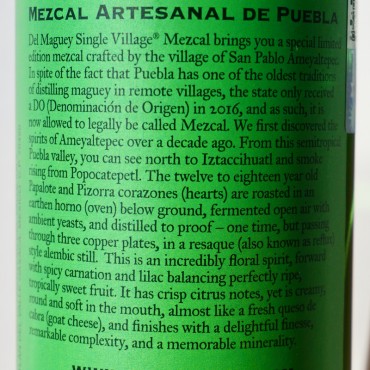 Mezcal Artesanal de Puebla
Del Maguey Single Village® Mezcal brings you a special limited
edition mezcal crafted by the village of San Pablo Ameyaltepec.
In spite of the fact that Puebla has one of the oldest traditions
of distilling maguey in remote villages, the state only received
a DO (Denominación de Origen) in 2016, and as such, it is
now allowed to legally be called Mezcal. We first discovered the
spirits of Ameyaltepec over a decade ago. From this semitropical
Puebla valley, you can see north to Iztaccihuatl and smoke
rising from Popocatepetl. The twelve to eighteen year old
Papalote and Pizorra corazones (hearts) are roasted in an
earthen horno (oven) below ground, fermented open air with
ambient yeasts, and distilled to proof – one time, but passing
through three copper plates, in a resaque (also known as refining)
style alembic still. This is an incredibly floral spirit, forward
with spicy carnation and lilac balancing perfectly ripe,
tropically sweet fruit. It has crisp citrus notes, yet is creamy,
round and soft in the mouth, almost like a fresh queso de
cabra (goat cheese), and finishes with a delightful finesse,
remarkable complexity, and a memorable minerality.